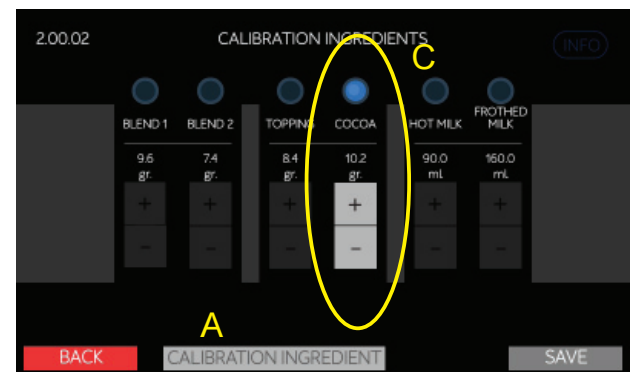 2.00.02 CALIBRATION INGREDIENTS INFO
C
BLEND 1 BLEND 2 TOPPING COCOA HOT MILK FROTHED MILK
9.6 gr. 7.4 gr. 8.4 gr. 10.2 gr. 90.0 ml. 160.0 ml.
+ + + + + +
- - - - - -
A
BACK CALIBRATION INGREDIENT SAVE